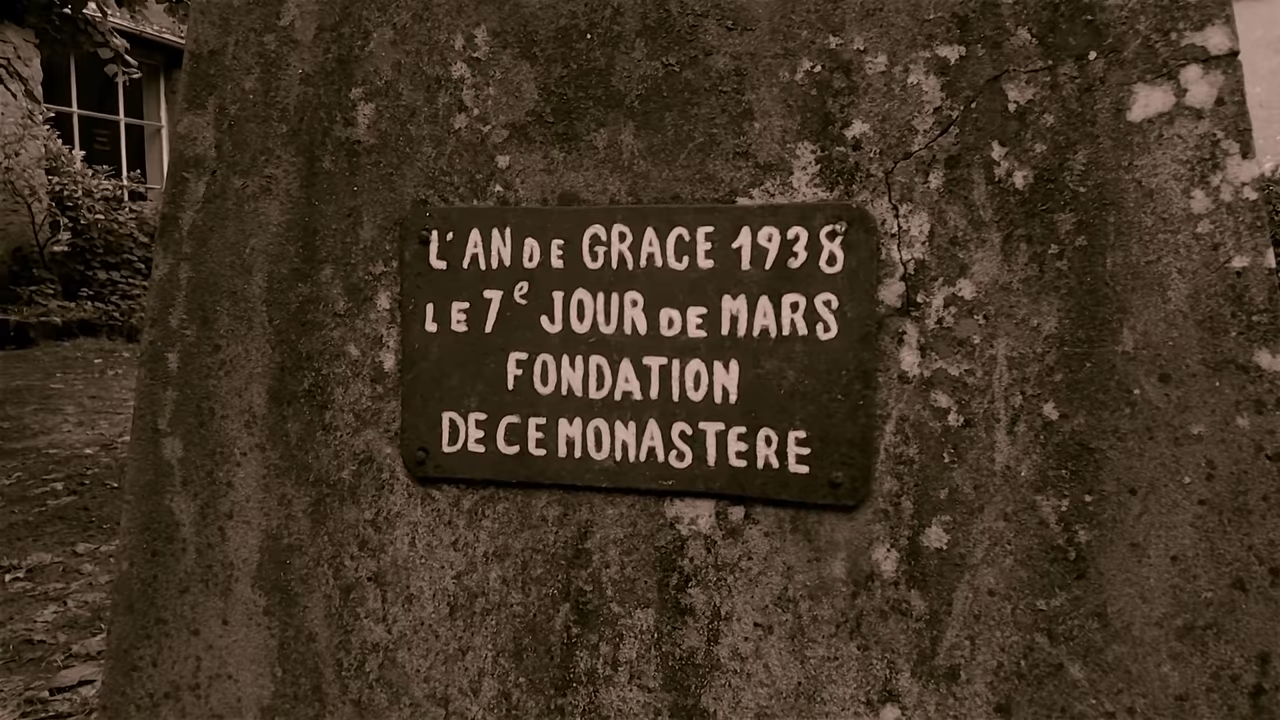 L'AN DE GRACE 1938
LE 7e JOUR DE MARS
FONDATION
DE CE MONASTERE